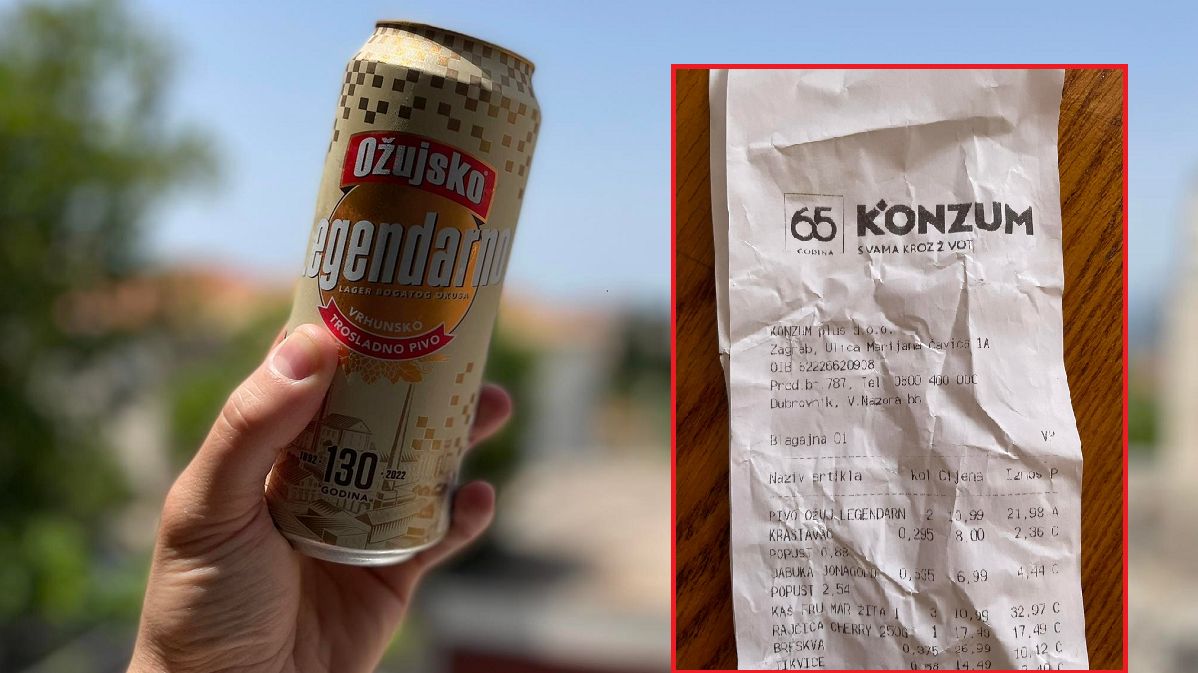 Ožujsko
Legendarno
LAGER BOGATOG OKUSA
VRHUNSKO
TROSLADNO PIVO
1892 - 130 - 2022
GODINA
65 KONZUM
GODINA S VAMA KROZ ŽIVOT
KONZUM plus d.o.o.
Zagreb, Ulica Marijana Čavića 1A
OIB 62226620908
Prod.br.787, Tel. 0800 400 000
Dubrovnik, V.Nazora bb
Blagajna 01 VP
Naziv artikla kol Cijena Iznos P
PIVO OŽUJ.LEGENDARN 2 10,99 21,98 A
KRASTAVAC 0,295 8,00 2,36 C
POPUST 0,88
JABUKA JONAGOLD 6,99 4,44 C
POPUST 2,54
KAŠ FRU MAR ŽITA 3 10,99 32,97 C
RAJČICA CHERRY 250G 1 17,49 17,49 C
BRESKVA 0,375 26,99 10,12 C
TIKVICE 14,49